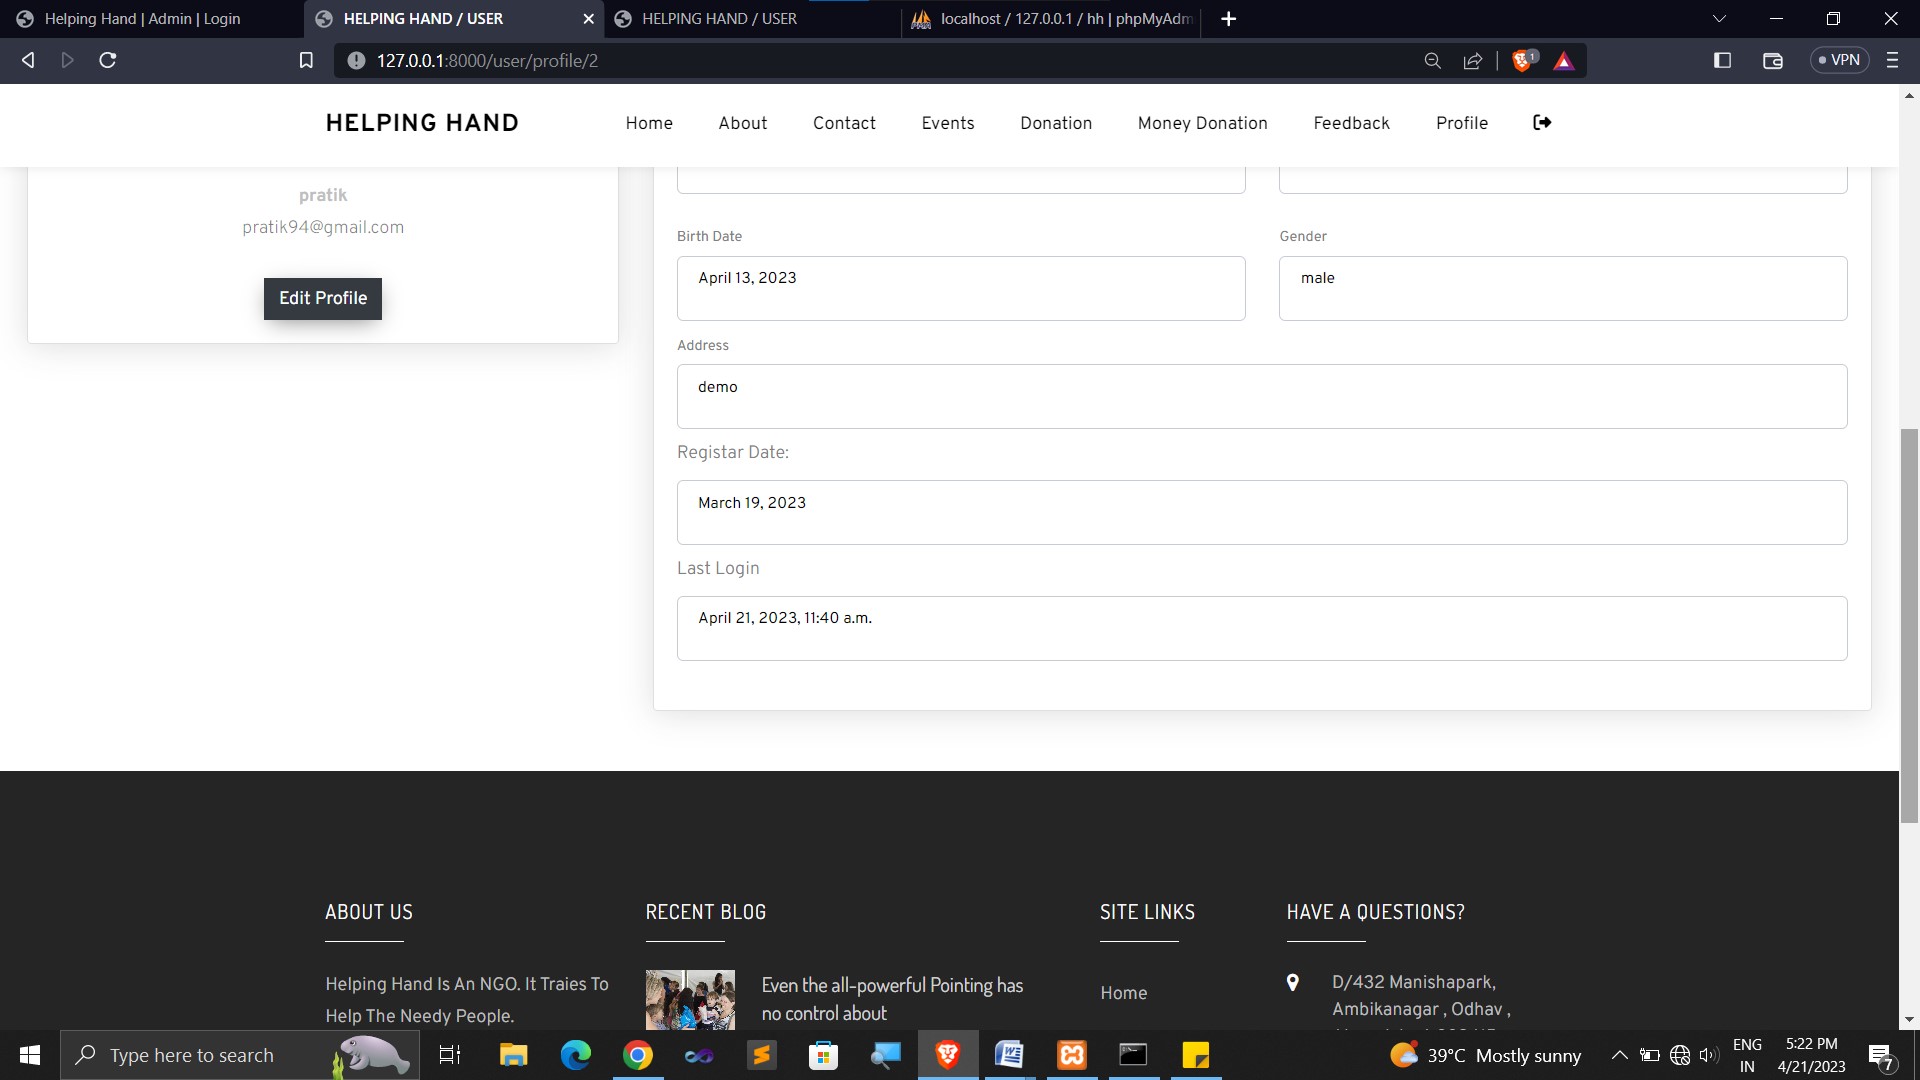 Helping Hand | Admin | Login
HELPING HAND / USER
HELPING HAND / USER
localhost / 127.0.0.1 / hh | phpMyAdm
127.0.0.1:8000/user/profile/2
1
VPN
HELPING HAND
Home
About
Contact
Events
Donation
Money Donation
Feedback
Profile
pratik
pratik94@gmail.com
Edit Profile
Birth Date
Gender
April 13, 2023
male
Address
demo
Registar Date:
March 19, 2023
Last Login
April 21, 2023, 11:40 a.m.
ABOUT US
Helping Hand Is An NGO. It Traies To
Help The Needy People.
RECENT BLOG
Even the all-powerful Pointing has
no control about
SITE LINKS
Home
HAVE A QUESTIONS?
D/432 Manishapark,
Ambikanagar , Odhav ,
Type here to search
39°C Mostly sunny
ENG
IN
5:22 PM
4/21/2023
7